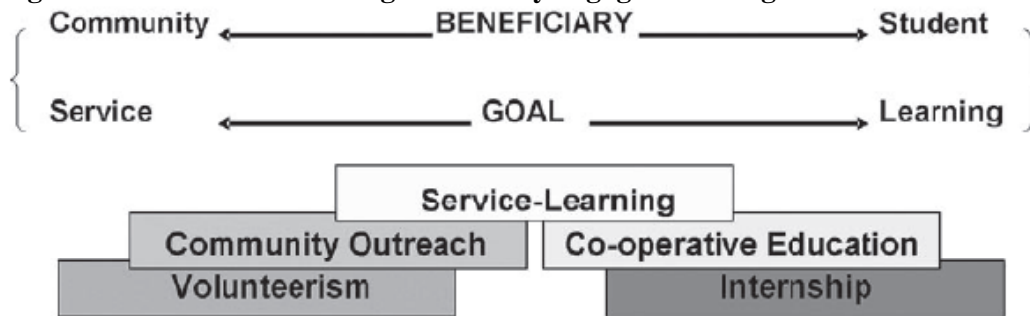 Community BENEFICIARY Student
Service GOAL Learning
Service-Learning
Community Outreach Co-operative Education
Volunteerism Internship